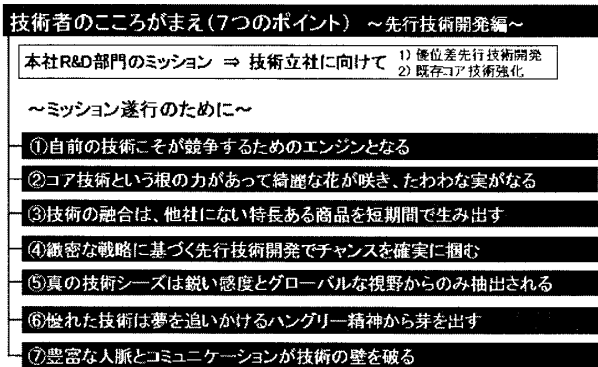 技術者のこころがまえ(7つのポイント) ～先行技術開発編～
本社R&D部門のミッション ⇒ 技術立社に向けて 1) 優位差先行技術開発
2) 既存コア技術強化
～ミッション遂行のために～
①自前の技術こそが競争するためのエンジンとなる
②コア技術という根の力があって綺麗な花が咲き、たわわな実がなる
③技術の融合は、他社にない特長ある商品を短期間で生み出す
④緻密な戦略に基づく先行技術開発でチャンスを確実に掴む
⑤真の技術シーズは鋭い感度とグローバルな視野からのみ抽出される
⑥優れた技術は夢を追いかけるハングリー精神から芽を出す
⑦豊富な人脈とコミュニケーションが技術の壁を破る